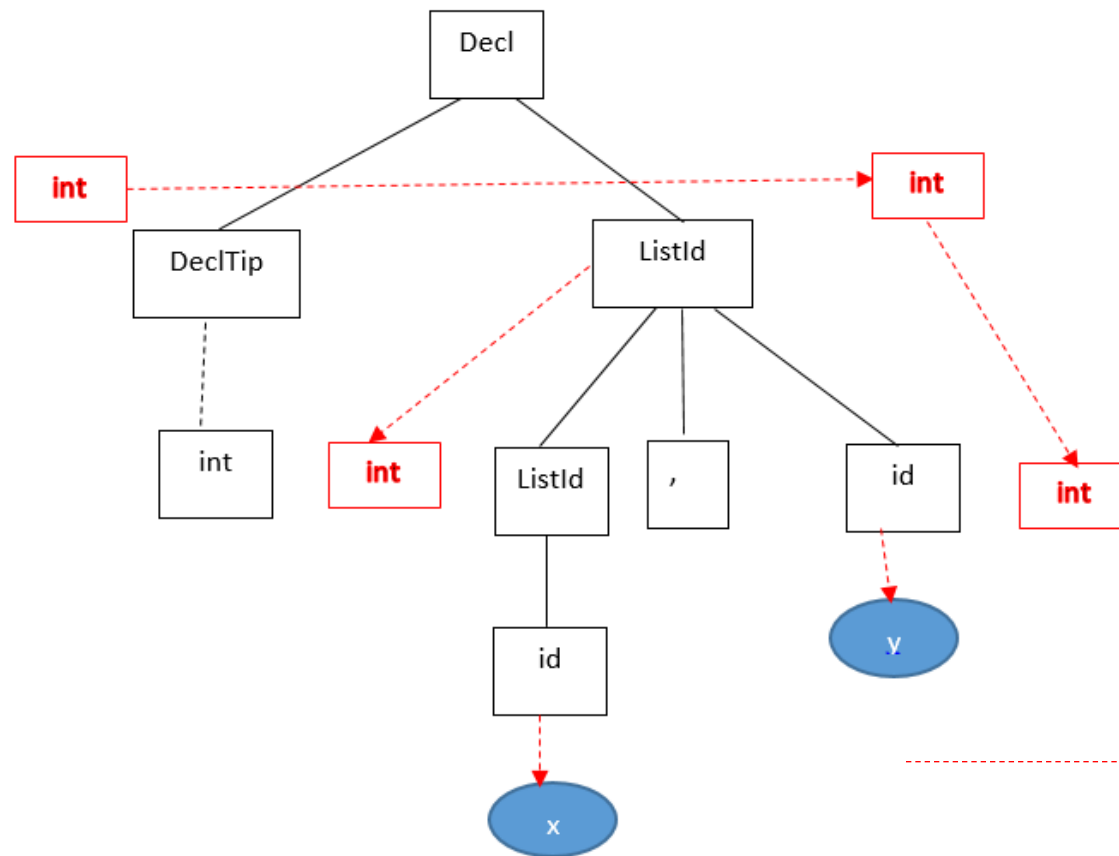 Decl
int
int
DeclTip
ListId
int
int
ListId
,
id
int
id
y
x